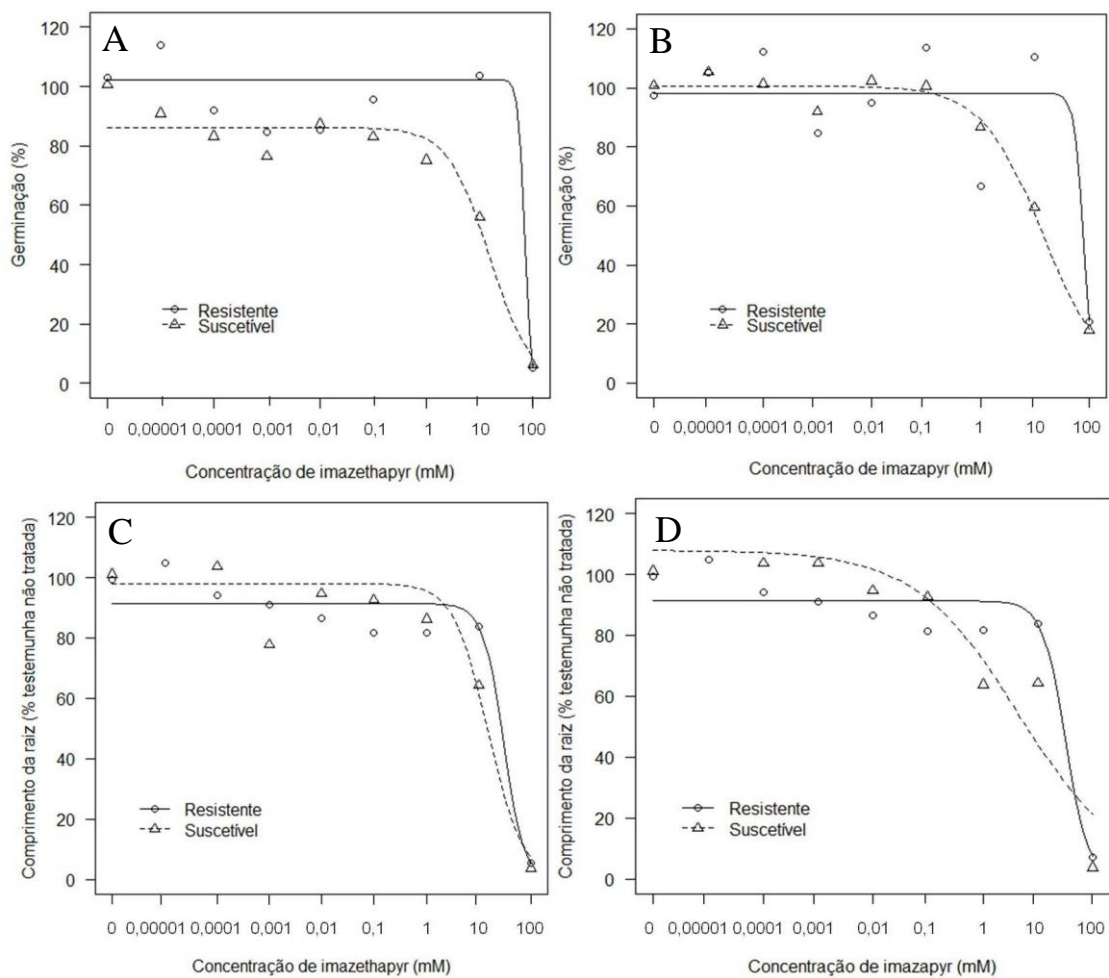 A
Germinação (%)
120
100
80
60
40
20
0
Resistente
Suscetível
0 0,00001 0,0001 0,001 0,01 0,1 1 10 100
Concentração de imazethapyr (mM)
B
Germinação (%)
120
100
80
60
40
20
0
Resistente
Suscetível
0 0,00001 0,0001 0,001 0,01 0,1 1 10 100
Concentração de imazapyr (mM)
C
Comprimento da raiz (% testemunha não tratada)
120
100
80
60
40
20
0
Resistente
Suscetível
0 0,00001 0,0001 0,001 0,01 0,1 1 10 100
Concentração de imazethapyr (mM)
D
Comprimento da raiz (% testemunha não tratada)
120
100
80
60
40
20
0
Resistente
Suscetível
0 0,00001 0,0001 0,001 0,01 0,1 1 10 100
Concentração de imazapyr (mM)